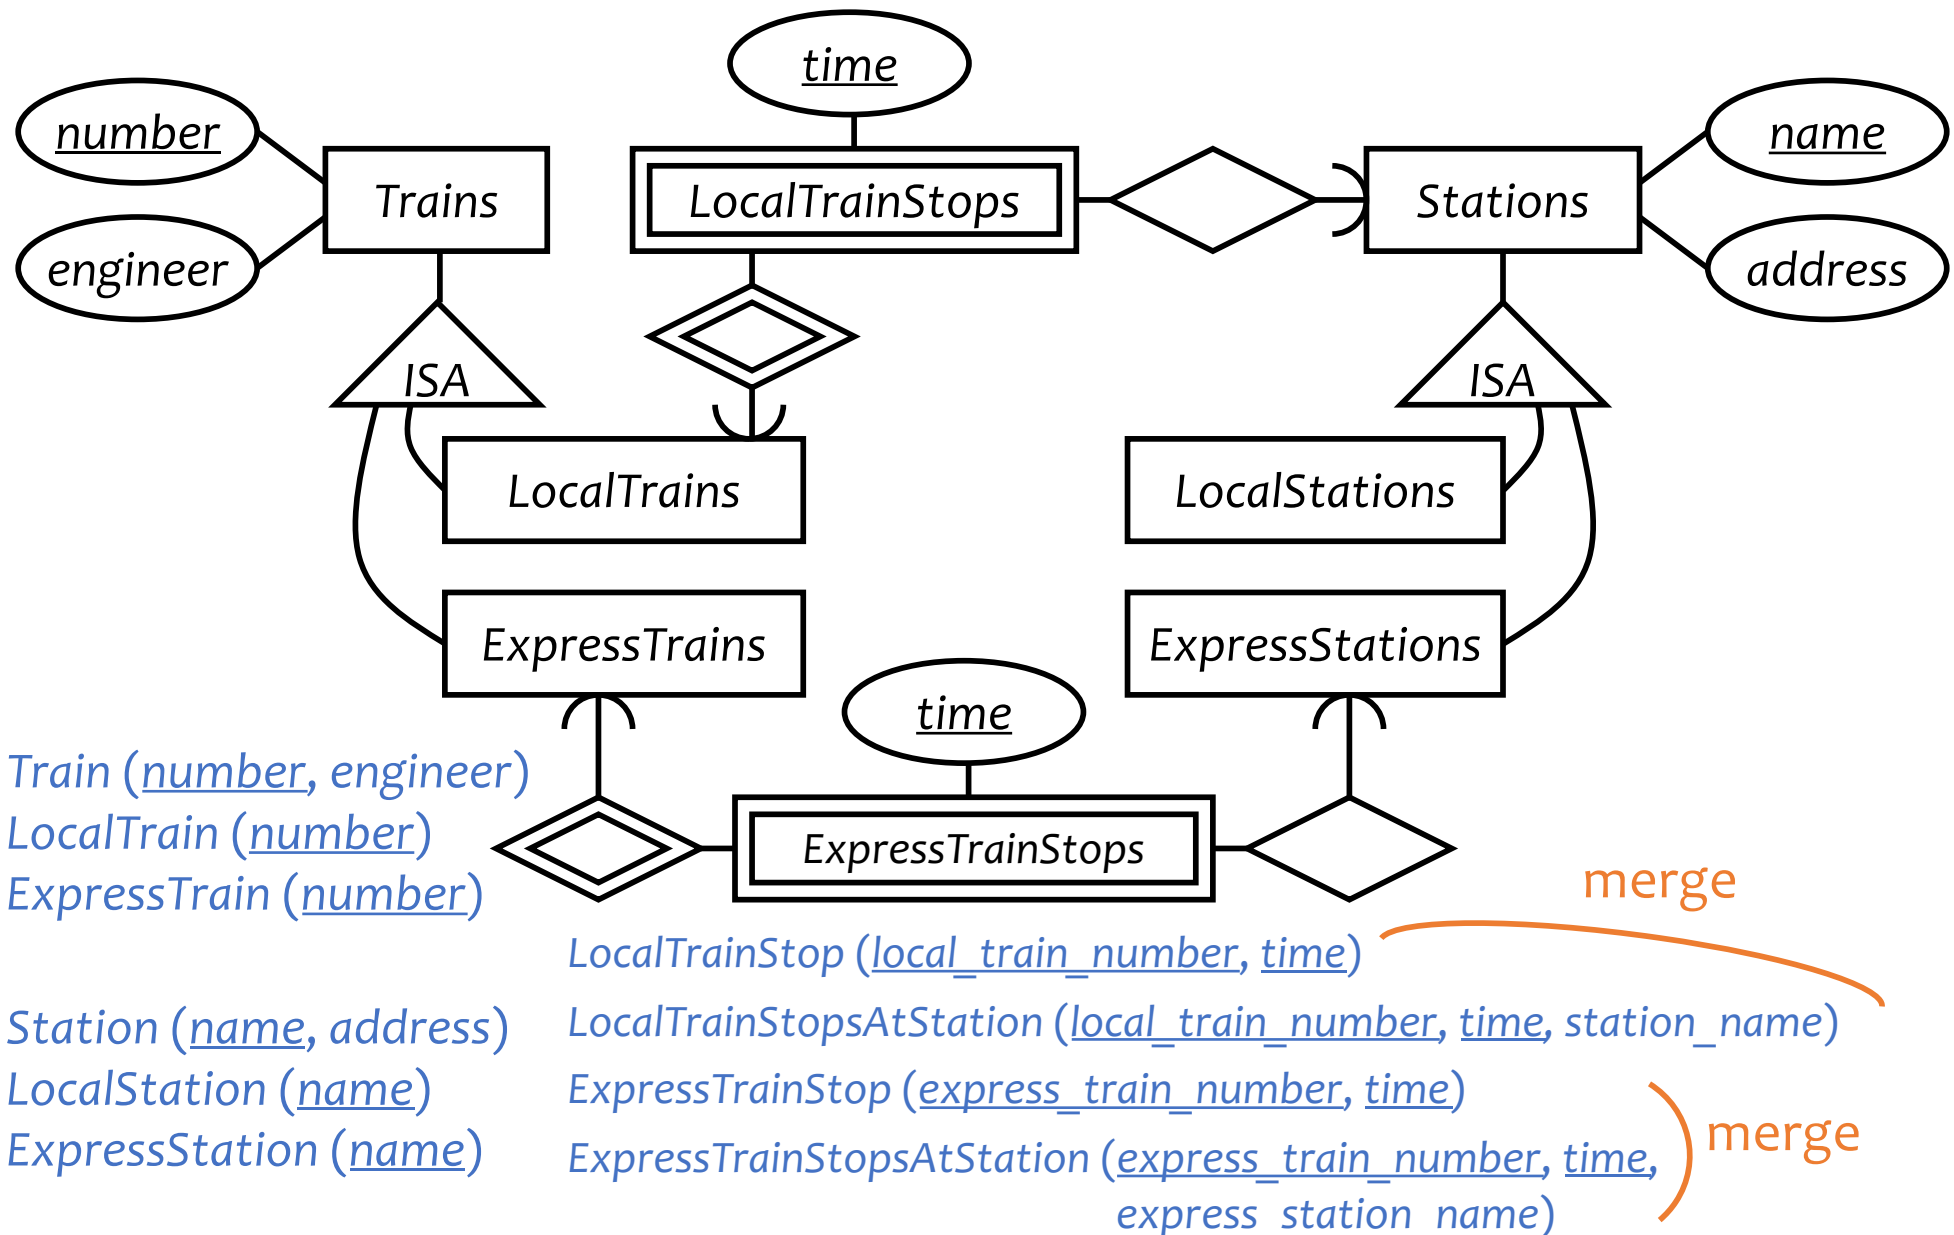 time
number
name
Trains
LocalTrainStops
Stations
engineer
address
ISA
ISA
LocalTrains
LocalStations
ExpressTrains
ExpressStations
time
Train (number, engineer)
LocalTrain (number)
ExpressTrain (number)
ExpressTrainStops
merge
LocalTrainStop (local_train_number, time)
Station (name, address)
LocalStation (name)
ExpressStation (name)
LocalTrainStopsAtStation (local_train_number, time, station_name)
ExpressTrainStop (express_train_number, time)
ExpressTrainStopsAtStation (express_train_number, time,
express_station_name)
merge